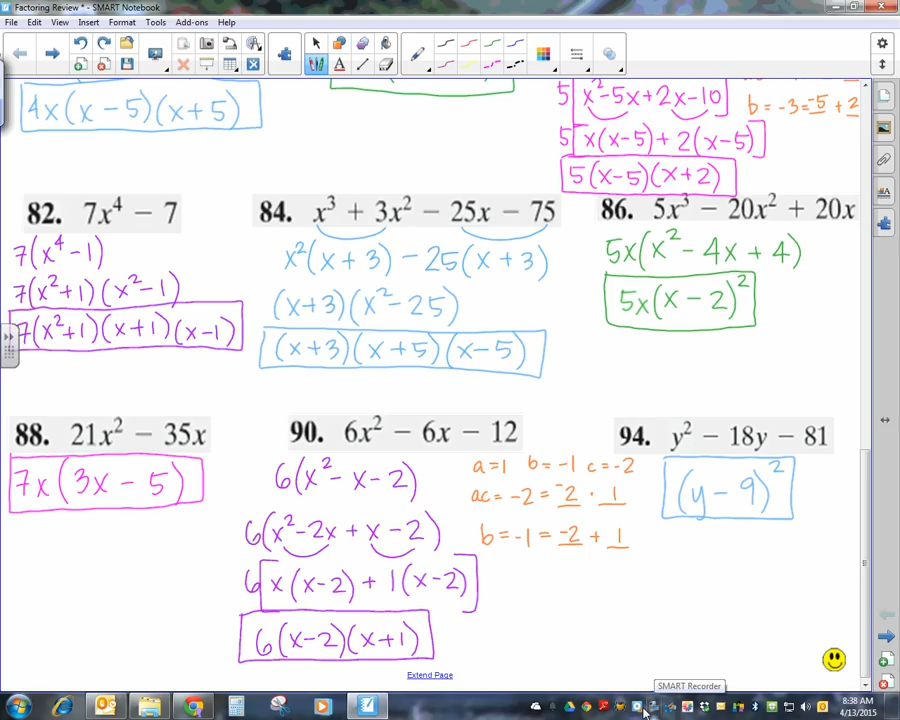 Factoring Review * - SMART Notebook
File Edit View Insert Format Tools Add-ons Help
4x(x-5)(x+5)
5[x²-5x+2x-10]
b=-3=-5+2
5[x(x-5)+2(x-5)]
5(x-5)(x+2)
82. 7x⁴ − 7
7(x⁴-1)
7(x²+1)(x²-1)
7(x²+1)(x+1)(x-1)
84. x³ + 3x² − 25x − 75
x²(x+3)-25(x+3)
(x+3)(x²-25)
(x+3)(x+5)(x-5)
86. 5x³ − 20x² + 20x
5x(x²-4x+4)
5x(x-2)²
88. 21x² − 35x
7x(3x-5)
90. 6x² − 6x − 12
6(x²-x-2)
6(x²-2x+x-2)
6[x(x-2)+1(x-2)]
6(x-2)(x+1)
a=1 b=-1 c=-2
ac=-2=-2·1
b=-1=-2+1
94. y² − 18y − 81
(y-9)²
Extend Page
SMART Recorder
8:38 AM
4/13/2015